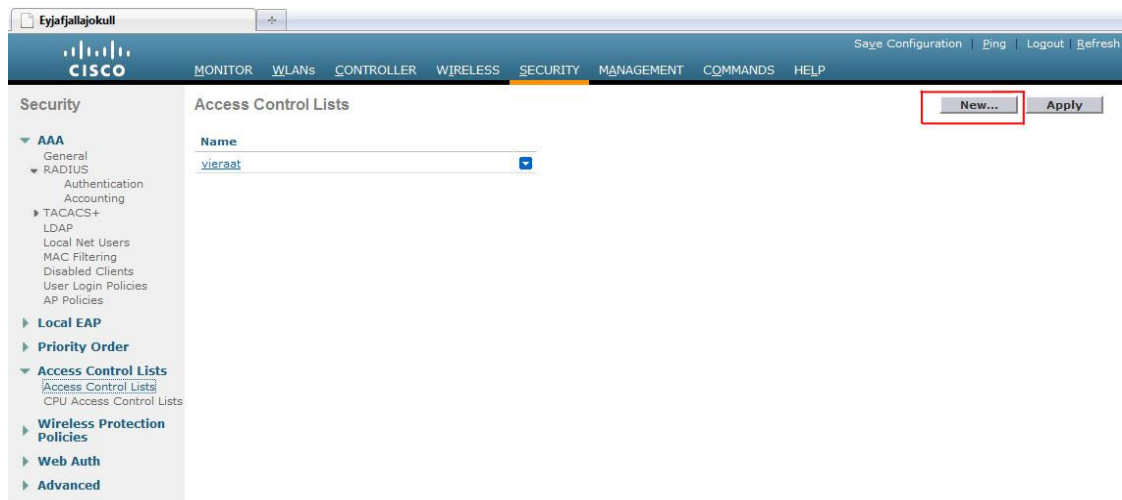 Eyjafjallajokull
Save Configuration | Ping | Logout | Refresh
CISCO
MONITOR WLANs CONTROLLER WIRELESS SECURITY MANAGEMENT COMMANDS HELP
Security
AAA
General
RADIUS
Authentication
Accounting
TACACS+
LDAP
Local Net Users
MAC Filtering
Disabled Clients
User Login Policies
AP Policies
Local EAP
Priority Order
Access Control Lists
Access Control Lists
CPU Access Control Lists
Wireless Protection
Policies
Web Auth
Advanced
Access Control Lists
New... Apply
Name
vieraat